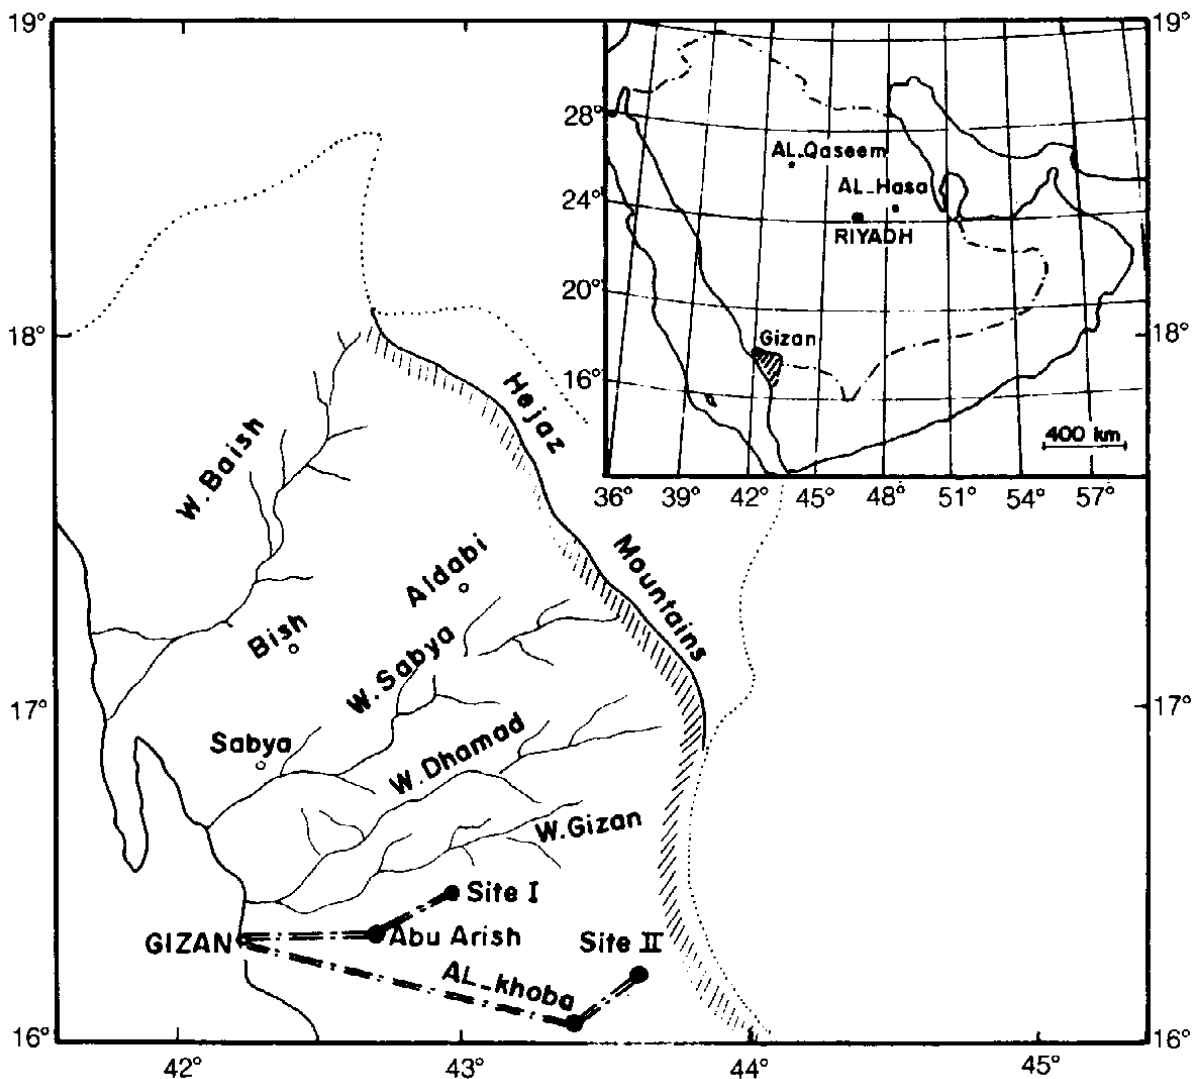 19°
19°
28°
AL.Qaseem
AL-Hasa
24°
RIYADH
20°
Gizan
16°
400 km
36° 39° 42° 45° 48° 51° 54° 57°
18°
18°
Hejaz
Mountains
W.Baish
Aldabi
Bish
W.Sabya
17°
17°
Sabya
W.Dhamad
W.Gizan
Site I
GIZAN
Abu Arish
Site II
AL-khoba
16°
16°
42° 43° 44° 45°